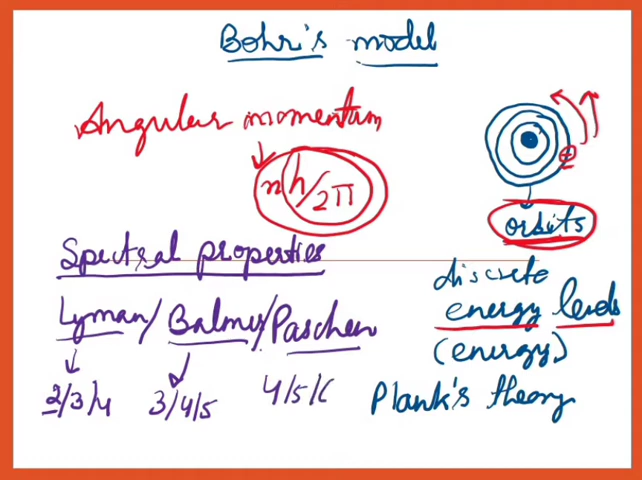 Bohr's model
Angular momentum
nh/2π
orbits
Spectral properties
discrete
energy levels
(energy)
Lyman/Balmer/Paschen
2/3/4
3/4/5
4/5/6
Plank's theory